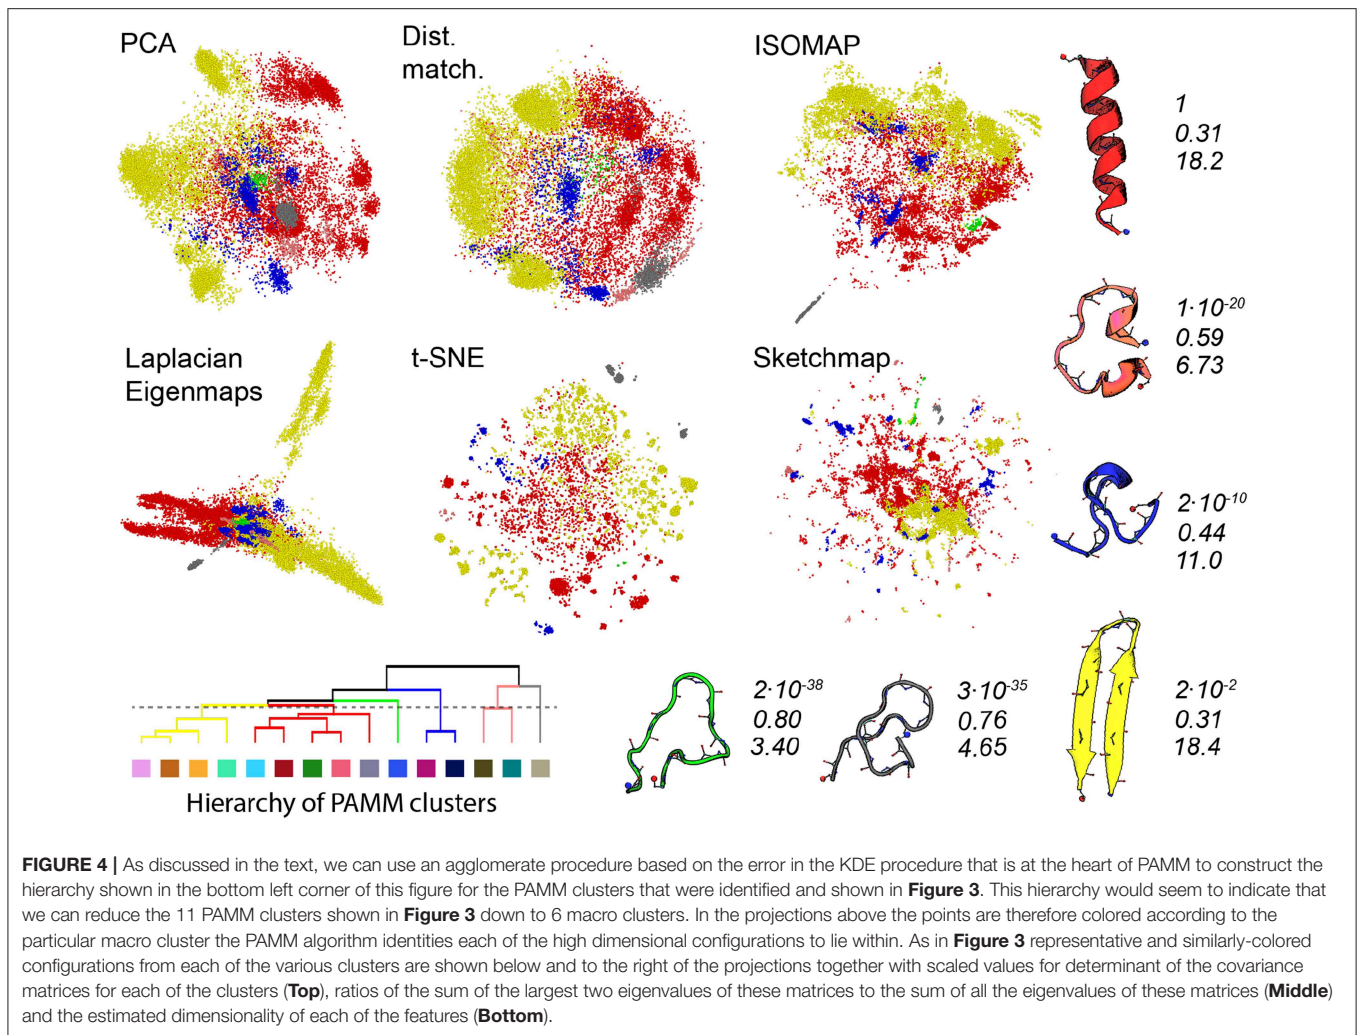 PCA
Dist.
match.
ISOMAP
1
0.31
18.2
1·10⁻²⁰
0.59
6.73
Laplacian
Eigenmaps
t-SNE
Sketchmap
2·10⁻¹⁰
0.44
11.0
2·10⁻³⁸
0.80
3.40
3·10⁻³⁵
0.76
4.65
2·10⁻²
0.31
18.4
Hierarchy of PAMM clusters
FIGURE 4 | As discussed in the text, we can use an agglomerate procedure based on the error in the KDE procedure that is at the heart of PAMM to construct the
hierarchy shown in the bottom left corner of this figure for the PAMM clusters that were identified and shown in Figure 3. This hierarchy would seem to indicate that
we can reduce the 11 PAMM clusters shown in Figure 3 down to 6 macro clusters. In the projections above the points are therefore colored according to the
particular macro cluster the PAMM algorithm identities each of the high dimensional configurations to lie within. As in Figure 3 representative and similarly-colored
configurations from each of the various clusters are shown below and to the right of the projections together with scaled values for determinant of the covariance
matrices for each of the clusters (Top), ratios of the sum of the largest two eigenvalues of these matrices to the sum of all the eigenvalues of these matrices (Middle)
and the estimated dimensionality of each of the features (Bottom).